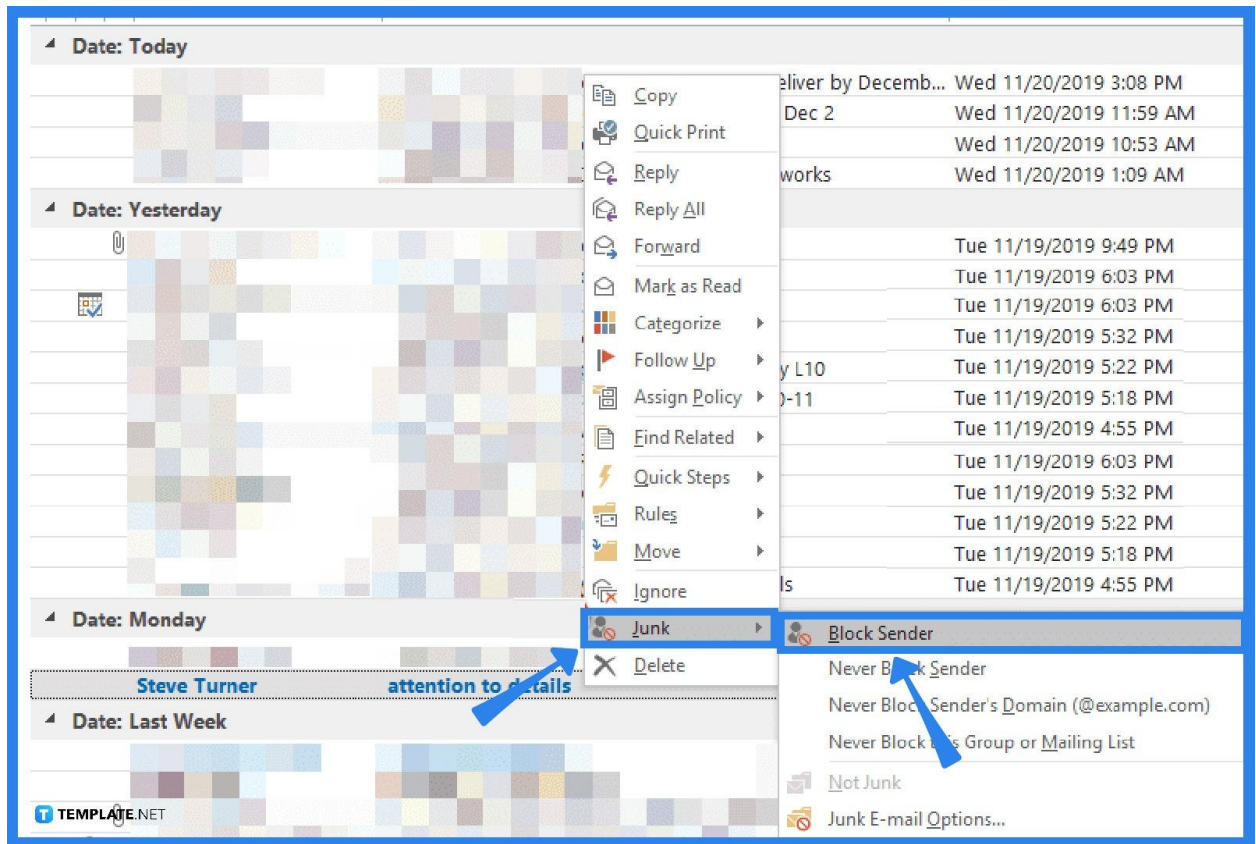 Date: Today
eliver by Decemb... Wed 11/20/2019 3:08 PM
Dec 2 Wed 11/20/2019 11:59 AM
Wed 11/20/2019 10:53 AM
works Wed 11/20/2019 1:09 AM
Date: Yesterday
Tue 11/19/2019 9:49 PM
Tue 11/19/2019 6:03 PM
Tue 11/19/2019 6:03 PM
Tue 11/19/2019 5:32 PM
y L10 Tue 11/19/2019 5:22 PM
0-11 Tue 11/19/2019 5:18 PM
Tue 11/19/2019 4:55 PM
Tue 11/19/2019 6:03 PM
Tue 11/19/2019 5:32 PM
Tue 11/19/2019 5:22 PM
Tue 11/19/2019 5:18 PM
ls Tue 11/19/2019 4:55 PM
Date: Monday
Steve Turner attention to details
Date: Last Week
Copy
Quick Print
Reply
Reply All
Forward
Mark as Read
Categorize
Follow Up
Assign Policy
Find Related
Quick Steps
Rules
Move
Ignore
Junk
Delete
Block Sender
Never Block Sender
Never Block Sender's Domain (@example.com)
Never Block this Group or Mailing List
Not Junk
Junk E-mail Options...
T TEMPLATE.NET